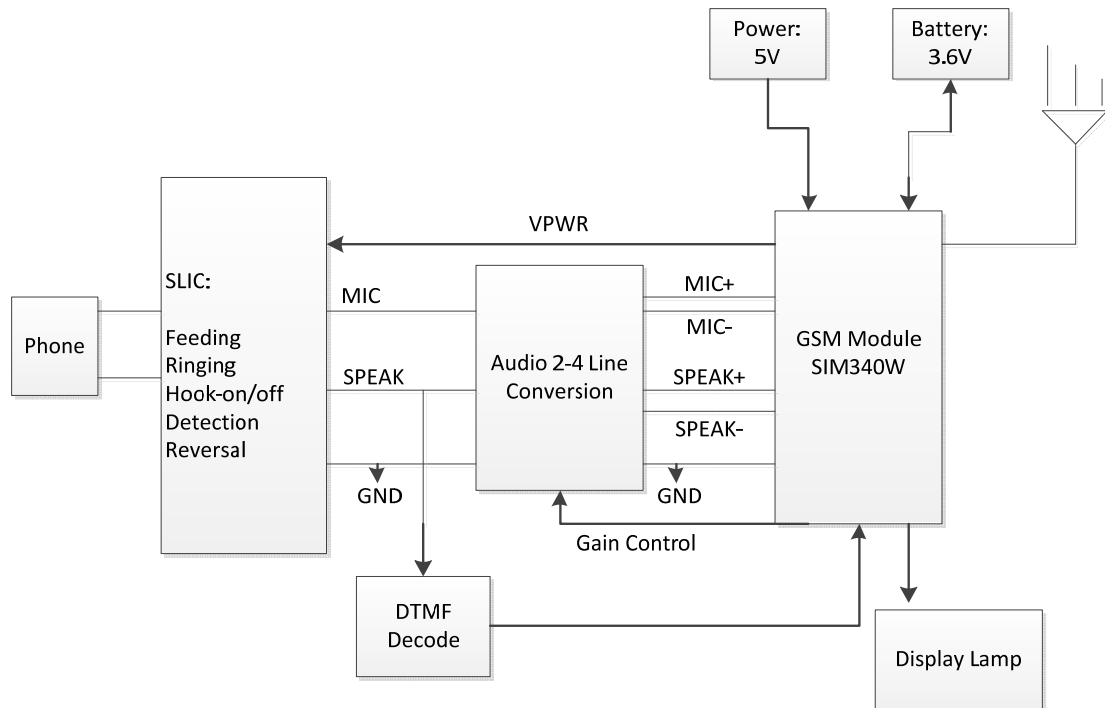 Power:
5V
Battery:
3.6V
VPWR
SLIC:
Feeding
Ringing
Hook-on/off
Detection
Reversal
Phone
MIC
SPEAK
GND
Audio 2-4 Line
Conversion
MIC+
MIC-
SPEAK+
SPEAK-
GND
GSM Module
SIM340W
Gain Control
DTMF
Decode
Display Lamp